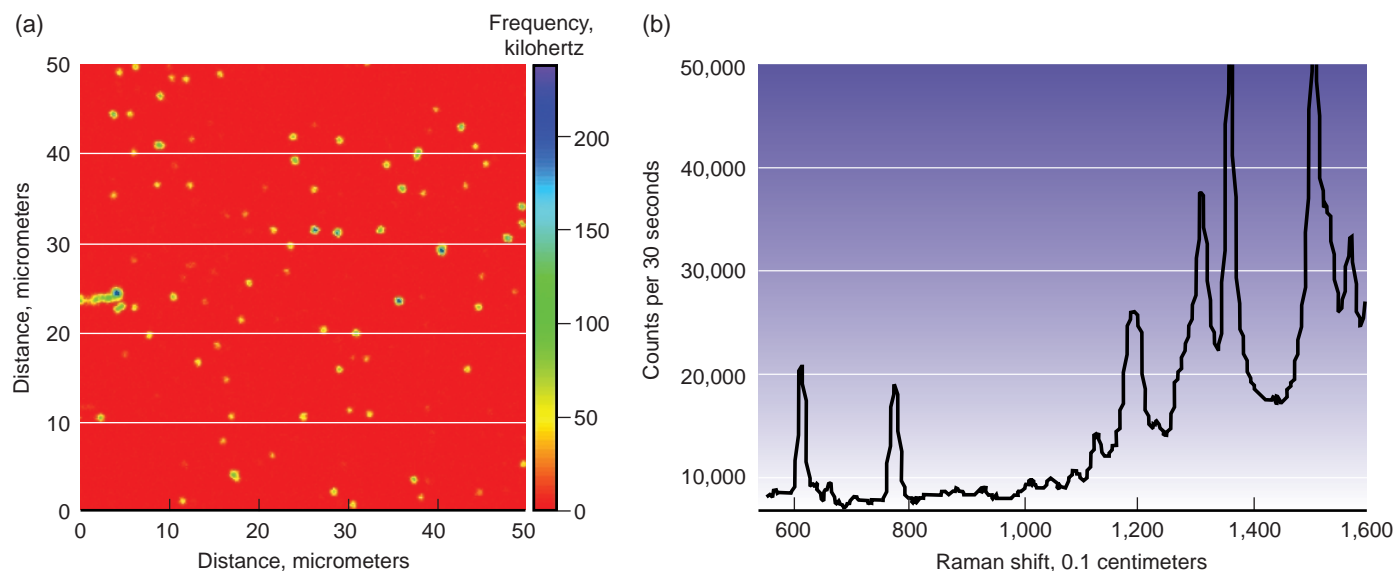 (a)
Frequency,
kilohertz
50
40
30
20
10
0
Distance, micrometers
0 10 20 30 40 50
Distance, micrometers
200
150
100
50
0
(b)
50,000
40,000
30,000
20,000
10,000
Counts per 30 seconds
600 800 1,000 1,200 1,400 1,600
Raman shift, 0.1 centimeters